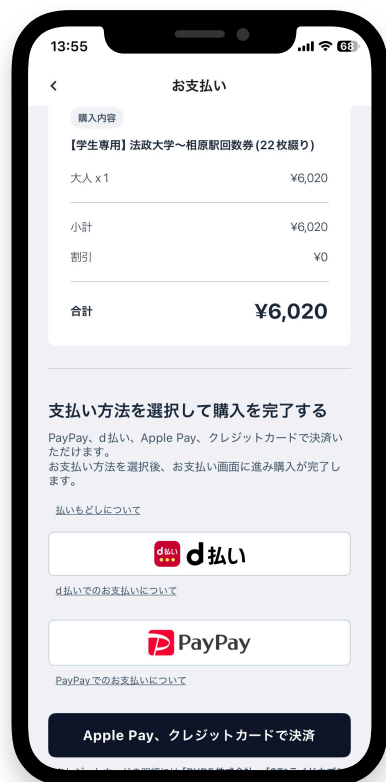 13:55
68
お支払い
購入内容
【学生専用】法政大学〜相原駅回数券(22枚綴り)
大人 x 1 ¥6,020
小計 ¥6,020
割引 ¥0
合計 ¥6,020
支払い方法を選択して購入を完了する
PayPay、d払い、Apple Pay、クレジットカードで決済い
ただけます。
お支払い方法を選択後、お支払い画面に進み購入が完了し
ます。
払いもどしについて
d払い d払い
d払いでのお支払いについて
PayPay
PayPayでのお支払いについて
Apple Pay、クレジットカードで決済